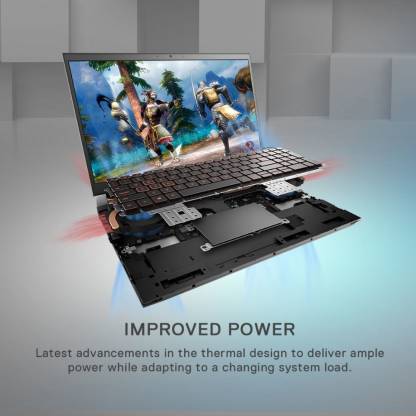 IMPROVED POWER
Latest advancements in the thermal design to deliver ample
power while adapting to a changing system load.